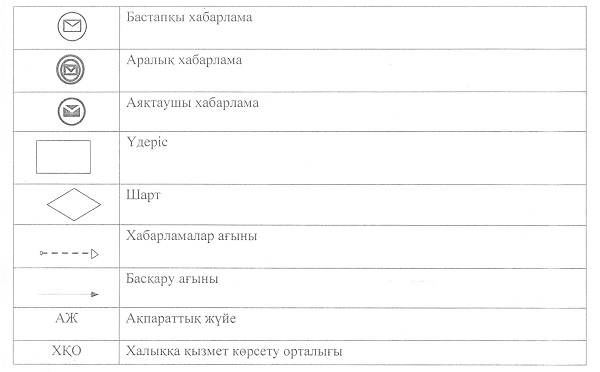 Бастапқы хабарлама
Аралық хабарлама
Аяқтаушы хабарлама
Үдеріс
Шарт
Хабарламалар ағыны
Басқару ағыны
АЖ Ақпараттық жүйе
ХҚО Халыққа қызмет көрсету орталығы